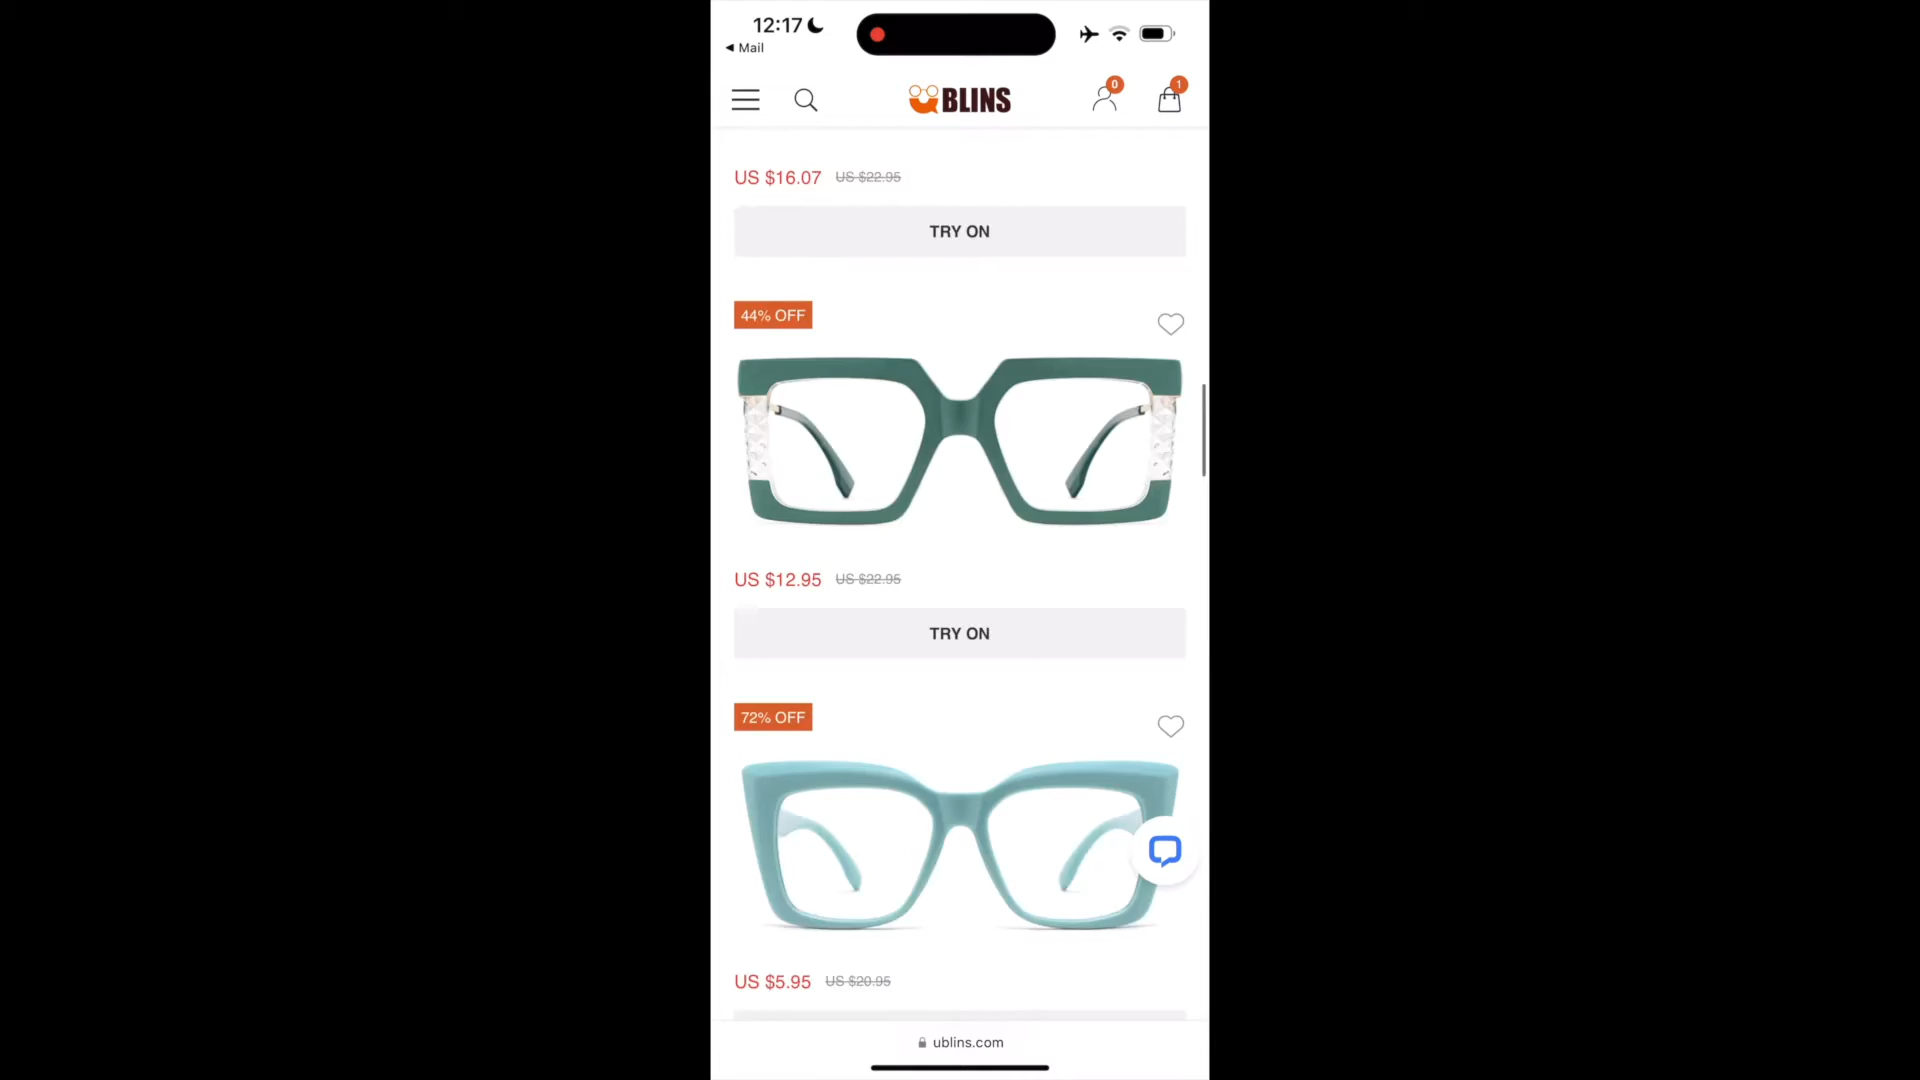 12:17
◀ Mail
0
1
BLINS
US $16.07 US $22.95
TRY ON
44% OFF
US $12.95 US $22.95
TRY ON
72% OFF
US $5.95 US $20.95
ublins.com